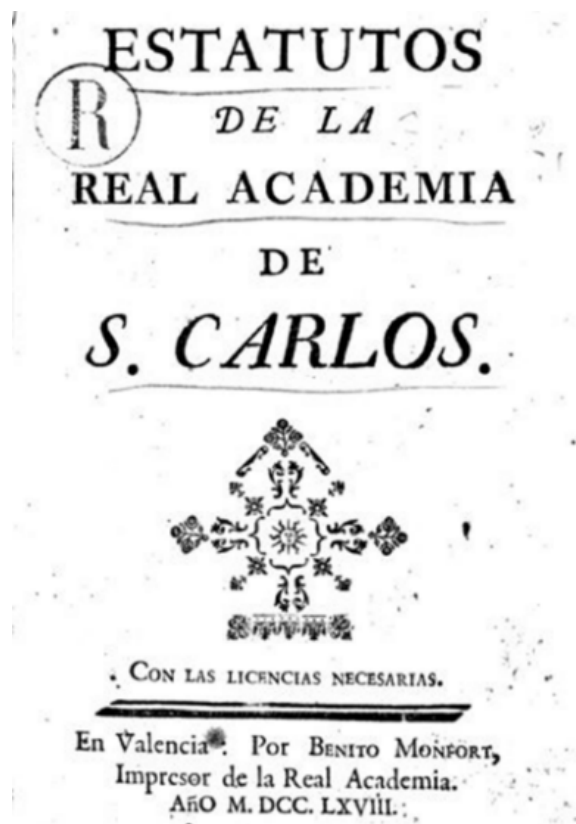 ESTATUTOS
R
DE LA
REAL ACADEMIA
DE
S. CARLOS.
CON LAS LICENCIAS NECESARIAS.
En Valencia: Por BENITO MONFORT,
Impresor de la Real Academia.
AñO M. DCC. LXVIII.